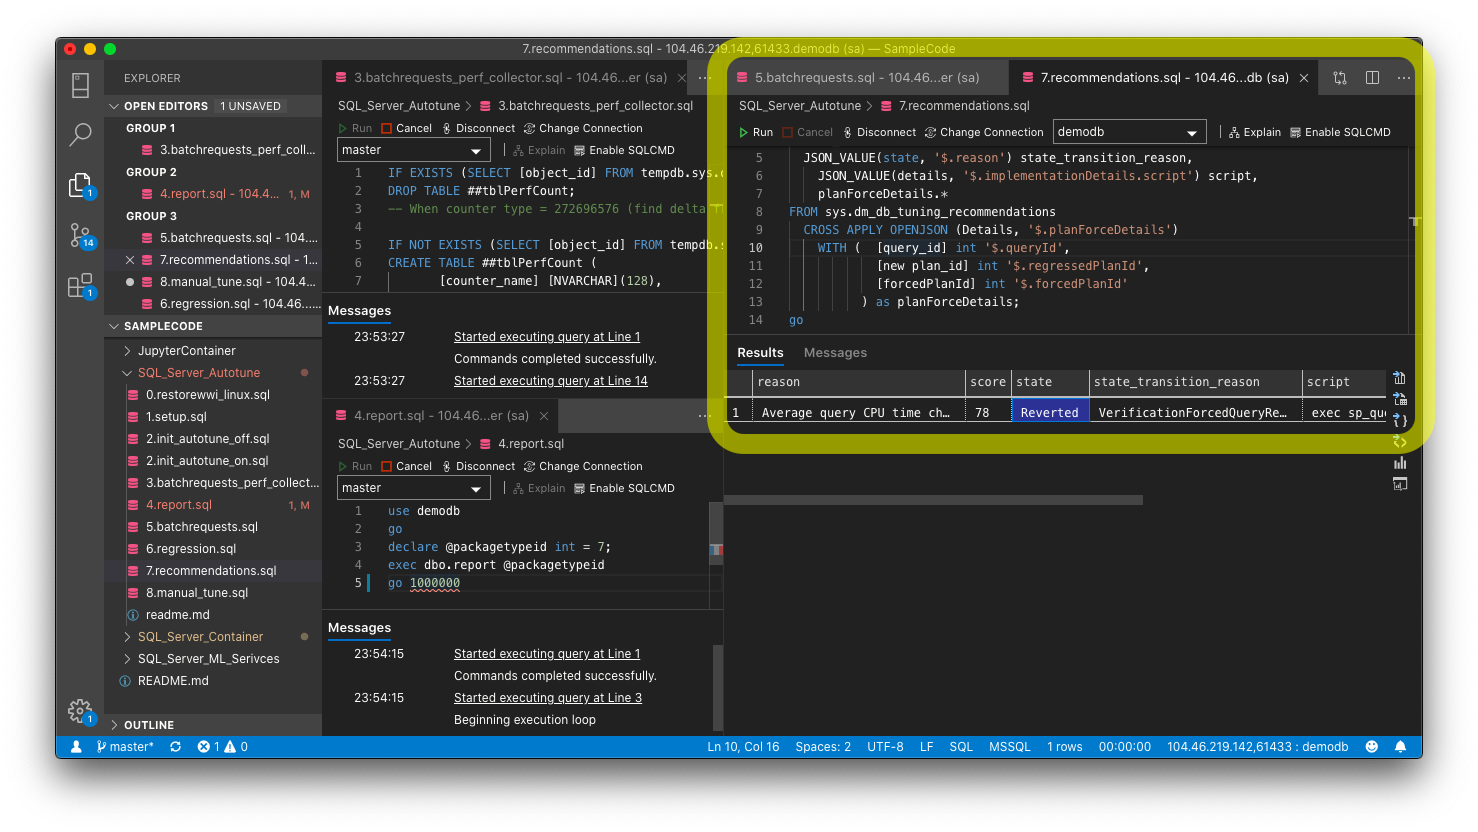 7.recommendations.sql - 104.46.219.142,61433.demodb (sa) — SampleCode
EXPLORER
OPEN EDITORS 1 UNSAVED
GROUP 1
3.batchrequests_perf_coll...
GROUP 2
4.report.sql - 104.4... 1, M
GROUP 3
5.batchrequests.sql - 104....
7.recommendations.sql - 1...
8.manual_tune.sql - 104.4...
6.regression.sql - 104.46....
SAMPLECODE
JupyterContainer
SQL_Server_Autotune
0.restorewwi_linux.sql
1.setup.sql
2.init_autotune_off.sql
2.init_autotune_on.sql
3.batchrequests_perf_collect...
4.report.sql 1, M
5.batchrequests.sql
6.regression.sql
7.recommendations.sql
8.manual_tune.sql
readme.md
SQL_Server_Container
SQL_Server_ML_Serivces
README.md
OUTLINE
1
14
1
1
3.batchrequests_perf_collector.sql - 104.46...er (sa)
SQL_Server_Autotune > 3.batchrequests_perf_collector.sql
Run Cancel Disconnect Change Connection
master Explain Enable SQLCMD
1 IF EXISTS (SELECT [object_id] FROM tempdb.sys.
2 DROP TABLE ##tblPerfCount;
3 -- When counter type = 272696576 (find delta
4
5 IF NOT EXISTS (SELECT [object_id] FROM tempdb.
6 CREATE TABLE ##tblPerfCount (
7 [counter_name] [NVARCHAR](128),
Messages
23:53:27 Started executing query at Line 1
Commands completed successfully.
23:53:27 Started executing query at Line 14
4.report.sql - 104.46...er (sa)
SQL_Server_Autotune > 4.report.sql
Run Cancel Disconnect Change Connection
master Explain Enable SQLCMD
1 use demodb
2 go
3 declare @packagetypeid int = 7;
4 exec dbo.report @packagetypeid
5 go 1000000
Messages
23:54:15 Started executing query at Line 1
Commands completed successfully.
23:54:15 Started executing query at Line 3
Beginning execution loop
5.batchrequests.sql - 104.46...er (sa)
7.recommendations.sql - 104.46...db (sa)
SQL_Server_Autotune > 7.recommendations.sql
Run Cancel Disconnect Change Connection demodb Explain Enable SQLCMD
5 JSON_VALUE(state, '$.reason') state_transition_reason,
6 JSON_VALUE(details, '$.implementationDetails.script') script,
7 planForceDetails.*
8 FROM sys.dm_db_tuning_recommendations
9 CROSS APPLY OPENJSON (Details, '$.planForceDetails')
10 WITH ( [query_id] int '$.queryId',
11 [new plan_id] int '$.regressedPlanId',
12 [forcedPlanId] int '$.forcedPlanId'
13 ) as planForceDetails;
14 go
Results Messages
reason score state state_transition_reason script
1 Average query CPU time ch... 78 Reverted VerificationForcedQueryRe... exec sp_que
master* 1 0 Ln 10, Col 16 Spaces: 2 UTF-8 LF SQL MSSQL 1 rows 00:00:00 104.46.219.142,61433 : demodb